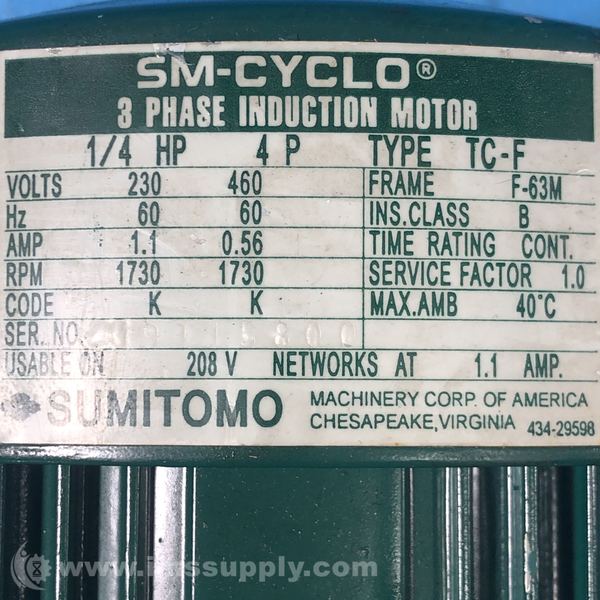 SM-CYCLO®
3 PHASE INDUCTION MOTOR
1/4 HP 4 P TYPE TC-F
VOLTS 230 460 FRAME F-63M
Hz 60 60 INS.CLASS B
AMP 1.1 0.56 TIME RATING CONT.
RPM 1730 1730 SERVICE FACTOR 1.0
CODE K K MAX.AMB 40°C
SER. NO.
USABLE ON 208 V NETWORKS AT 1.1 AMP.
SUMITOMO MACHINERY CORP. OF AMERICA
CHESAPEAKE,VIRGINIA 434-29598